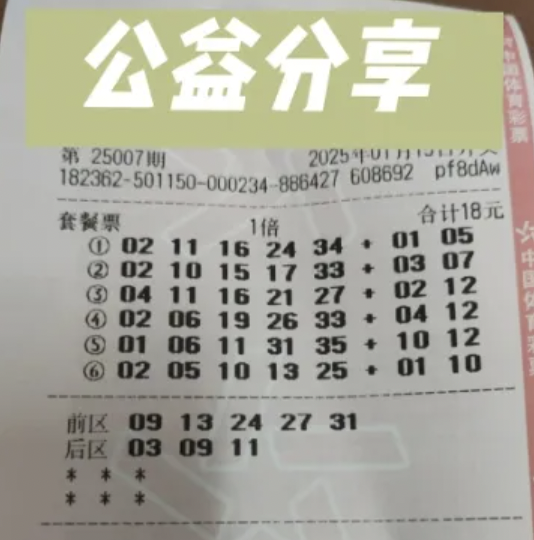 公益分享
第 25007期
2025年01月15日开奖
182362-501150-000234-886427 608692 pf8dAw
套餐票 1倍 合计18元
① 02 11 16 24 34 + 01 05
② 02 10 15 17 33 + 03 07
③ 04 11 16 21 27 + 02 12
④ 02 06 19 26 33 + 04 12
⑤ 01 06 11 31 35 + 10 12
⑥ 02 05 10 13 25 + 01 10
前区 09 13 24 27 31
后区 03 09 11
* * *
* * *
中国体育彩票
中国体育彩票